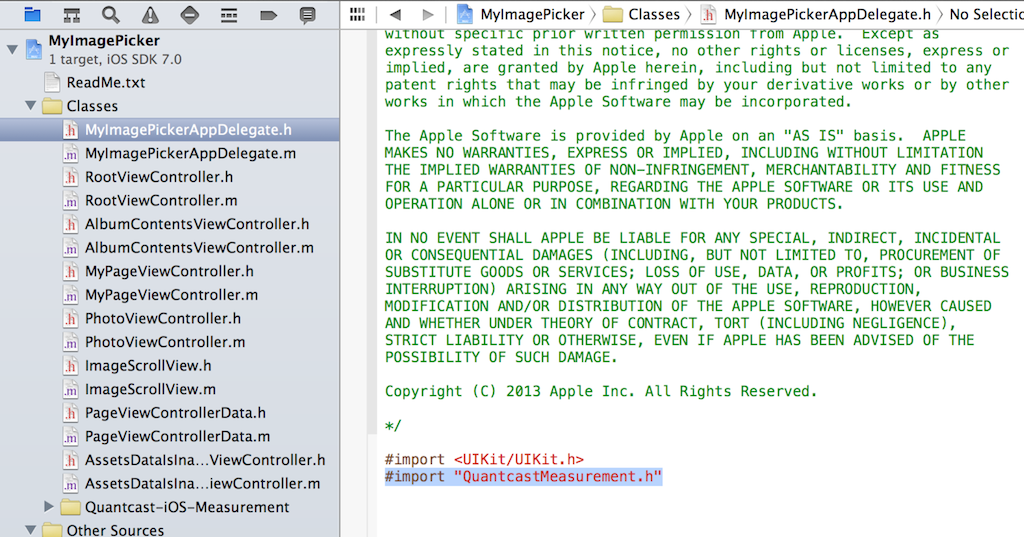 MyImagePicker
1 target, iOS SDK 7.0
ReadMe.txt
Classes
MyImagePickerAppDelegate.h
MyImagePickerAppDelegate.m
RootViewController.h
RootViewController.m
AlbumContentsViewController.h
AlbumContentsViewController.m
MyPageViewController.h
MyPageViewController.m
PhotoViewController.h
PhotoViewController.m
ImageScrollView.h
ImageScrollView.m
PageViewControllerData.h
PageViewControllerData.m
AssetsDataIsIna...ViewController.h
AssetsDataIsIna...iewController.m
Quantcast-iOS-Measurement
Other Sources
MyImagePicker Classes MyImagePickerAppDelegate.h No Selectio
without specific prior written permission from Apple.  Except as
expressly stated in this notice, no other rights or licenses, express or
implied, are granted by Apple herein, including but not limited to any
patent rights that may be infringed by your derivative works or by other
works in which the Apple Software may be incorporated.
The Apple Software is provided by Apple on an "AS IS" basis.  APPLE
MAKES NO WARRANTIES, EXPRESS OR IMPLIED, INCLUDING WITHOUT LIMITATION
THE IMPLIED WARRANTIES OF NON-INFRINGEMENT, MERCHANTABILITY AND FITNESS
FOR A PARTICULAR PURPOSE, REGARDING THE APPLE SOFTWARE OR ITS USE AND
OPERATION ALONE OR IN COMBINATION WITH YOUR PRODUCTS.
IN NO EVENT SHALL APPLE BE LIABLE FOR ANY SPECIAL, INDIRECT, INCIDENTAL
OR CONSEQUENTIAL DAMAGES (INCLUDING, BUT NOT LIMITED TO, PROCUREMENT OF
SUBSTITUTE GOODS OR SERVICES; LOSS OF USE, DATA, OR PROFITS; OR BUSINESS
INTERRUPTION) ARISING IN ANY WAY OUT OF THE USE, REPRODUCTION,
MODIFICATION AND/OR DISTRIBUTION OF THE APPLE SOFTWARE, HOWEVER CAUSED
AND WHETHER UNDER THEORY OF CONTRACT, TORT (INCLUDING NEGLIGENCE),
STRICT LIABILITY OR OTHERWISE, EVEN IF APPLE HAS BEEN ADVISED OF THE
POSSIBILITY OF SUCH DAMAGE.
Copyright (C) 2013 Apple Inc. All Rights Reserved.
*/
#import <UIKit/UIKit.h>
#import "QuantcastMeasurement.h"